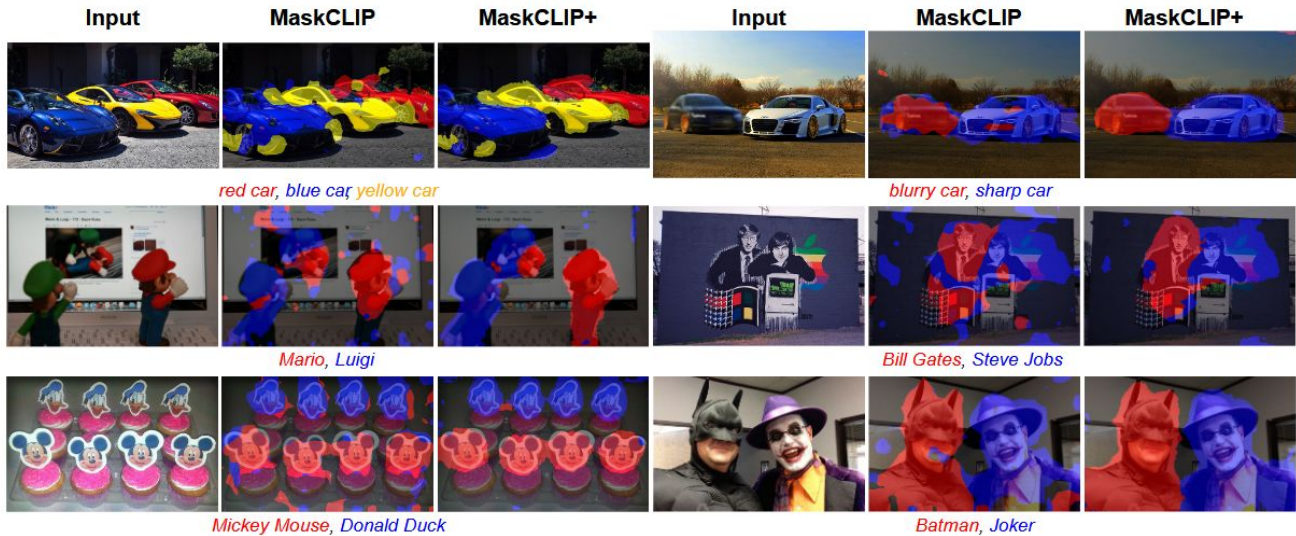 Input MaskCLIP MaskCLIP+ Input MaskCLIP MaskCLIP+
red car, blue car, yellow car
blurry car, sharp car
Mario, Luigi
Bill Gates, Steve Jobs
Mickey Mouse, Donald Duck
Batman, Joker